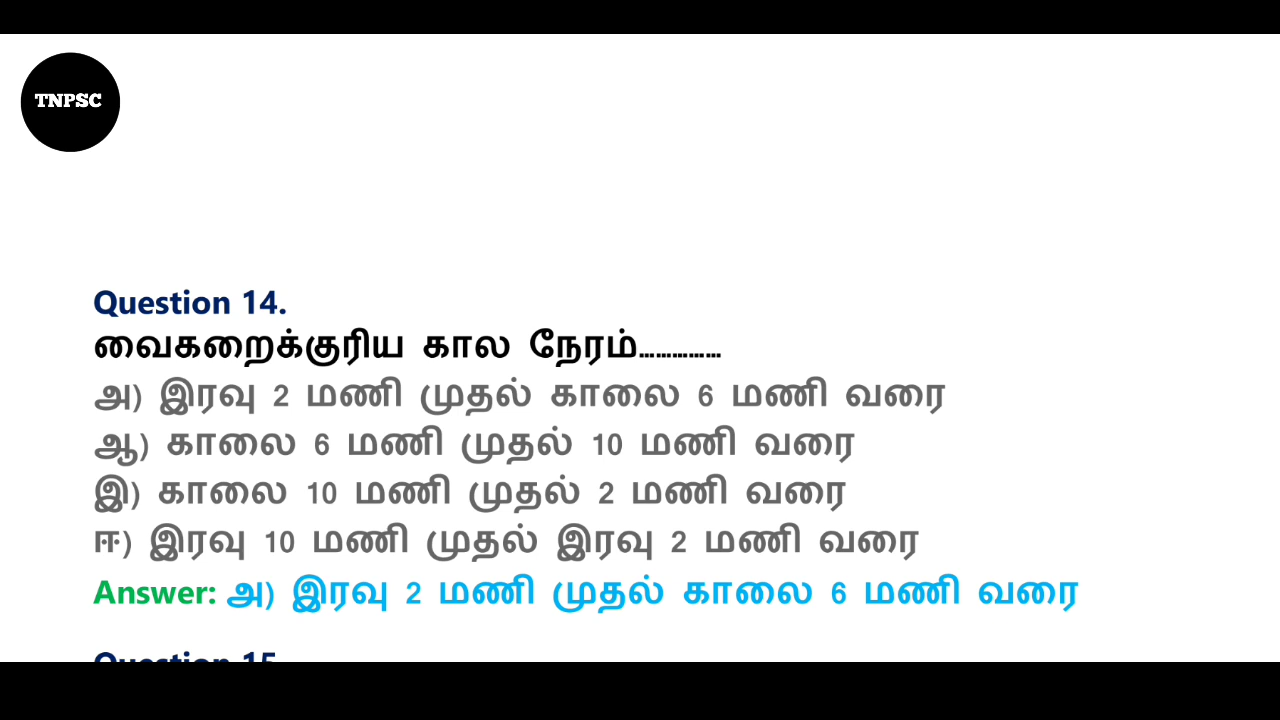 TNPSC
Question 14.
வைகறைக்குரிய கால நேரம்……………
அ) இரவு 2 மணி முதல் காலை 6 மணி வரை
ஆ) காலை 6 மணி முதல் 10 மணி வரை
இ) காலை 10 மணி முதல் 2 மணி வரை
ஈ) இரவு 10 மணி முதல் இரவு 2 மணி வரை
Answer: அ) இரவு 2 மணி முதல் காலை 6 மணி வரை
Question 15